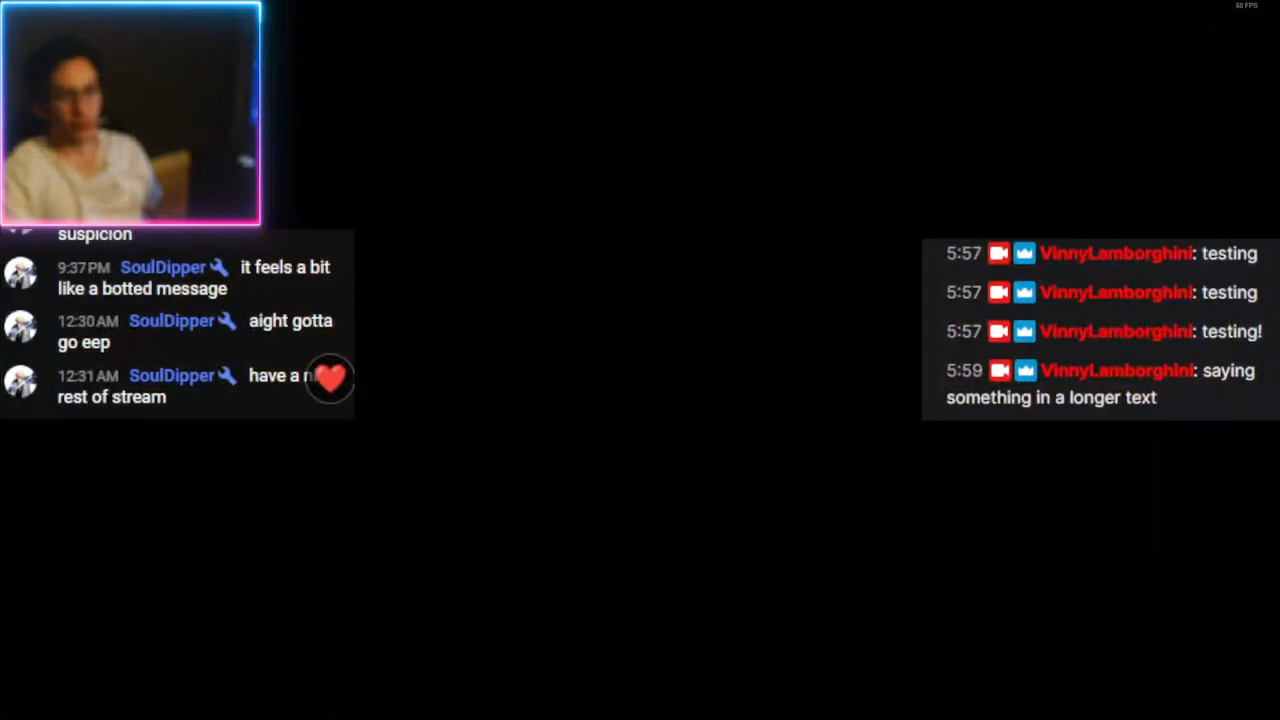 60 FPS
suspicion
9:37 PM SoulDipper it feels a bit
like a botted message
12:30 AM SoulDipper aight gotta
go eep
12:31 AM SoulDipper have a
rest of stream
5:57 VinnyLamborghini: testing
5:57 VinnyLamborghini: testing
5:57 VinnyLamborghini: testing!
5:59 VinnyLamborghini: saying
something in a longer text